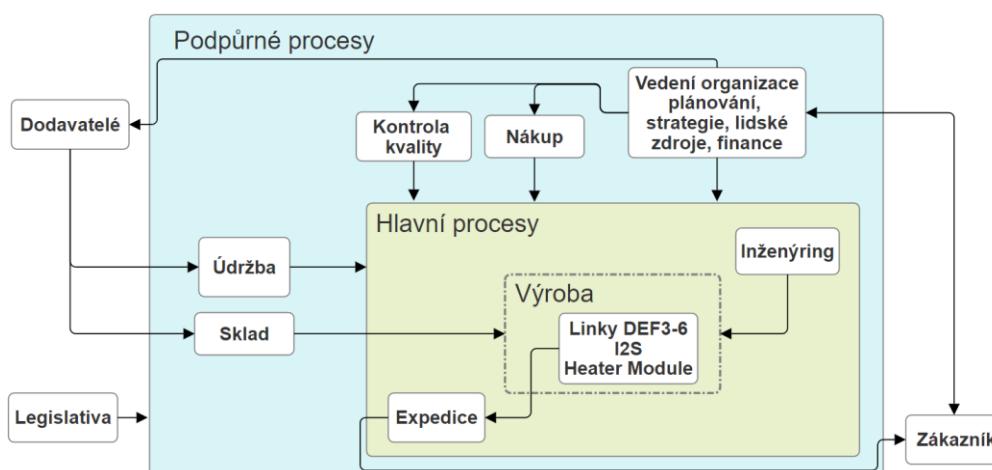 Podpůrné procesy
Vedení organizace
plánování,
strategie, lidské
zdroje, finance
Dodavatelé
Kontrola
kvality
Nákup
Hlavní procesy
Inženýring
Údržba
Výroba
Sklad
Linky DEF3-6
I2S
Heater Module
Legislativa
Expedice
Zákazník